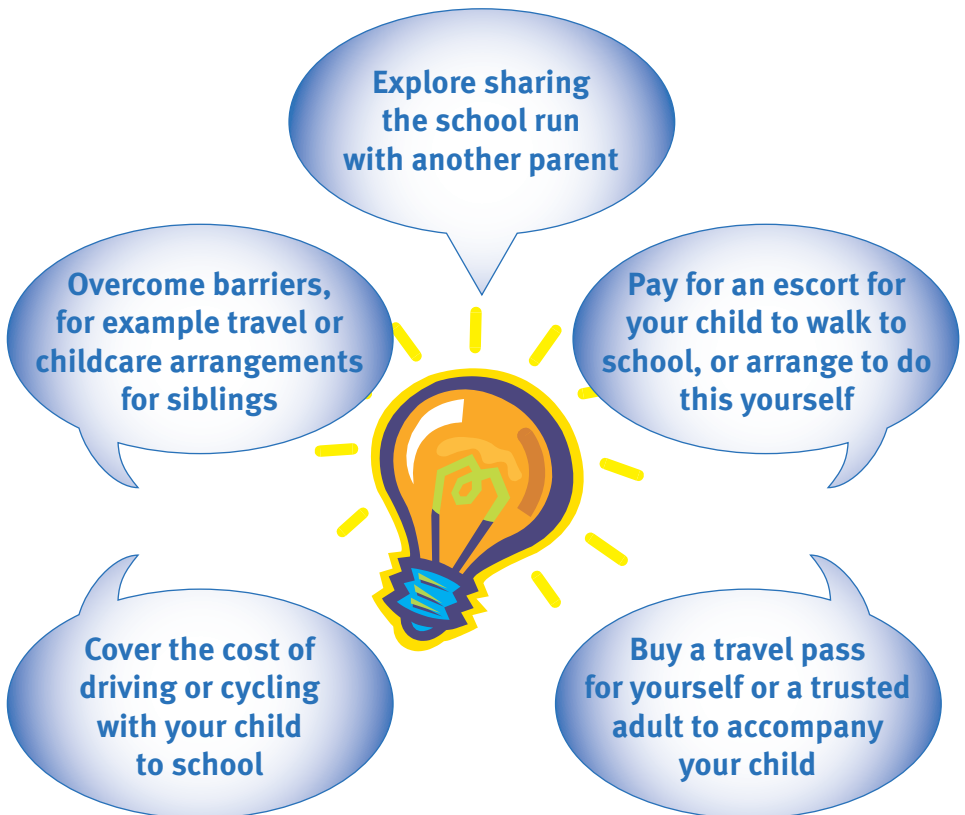 Explore sharing
the school run
with another parent
Overcome barriers,
for example travel or
childcare arrangements
for siblings
Pay for an escort for
your child to walk to
school, or arrange to do
this yourself
Cover the cost of
driving or cycling
with your child
to school
Buy a travel pass
for yourself or a trusted
adult to accompany
your child